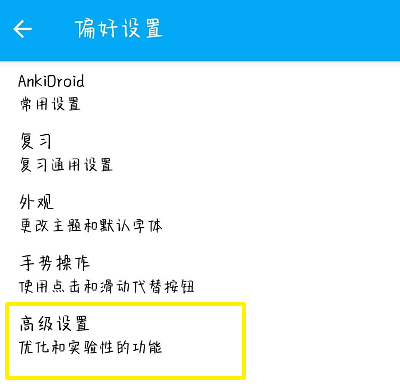 偏好设置
AnkiDroid
常用设置
复习
复习通用设置
外观
更改主题和默认字体
手势操作
使用点击和滑动代替按钮
高级设置
优化和实验性的功能